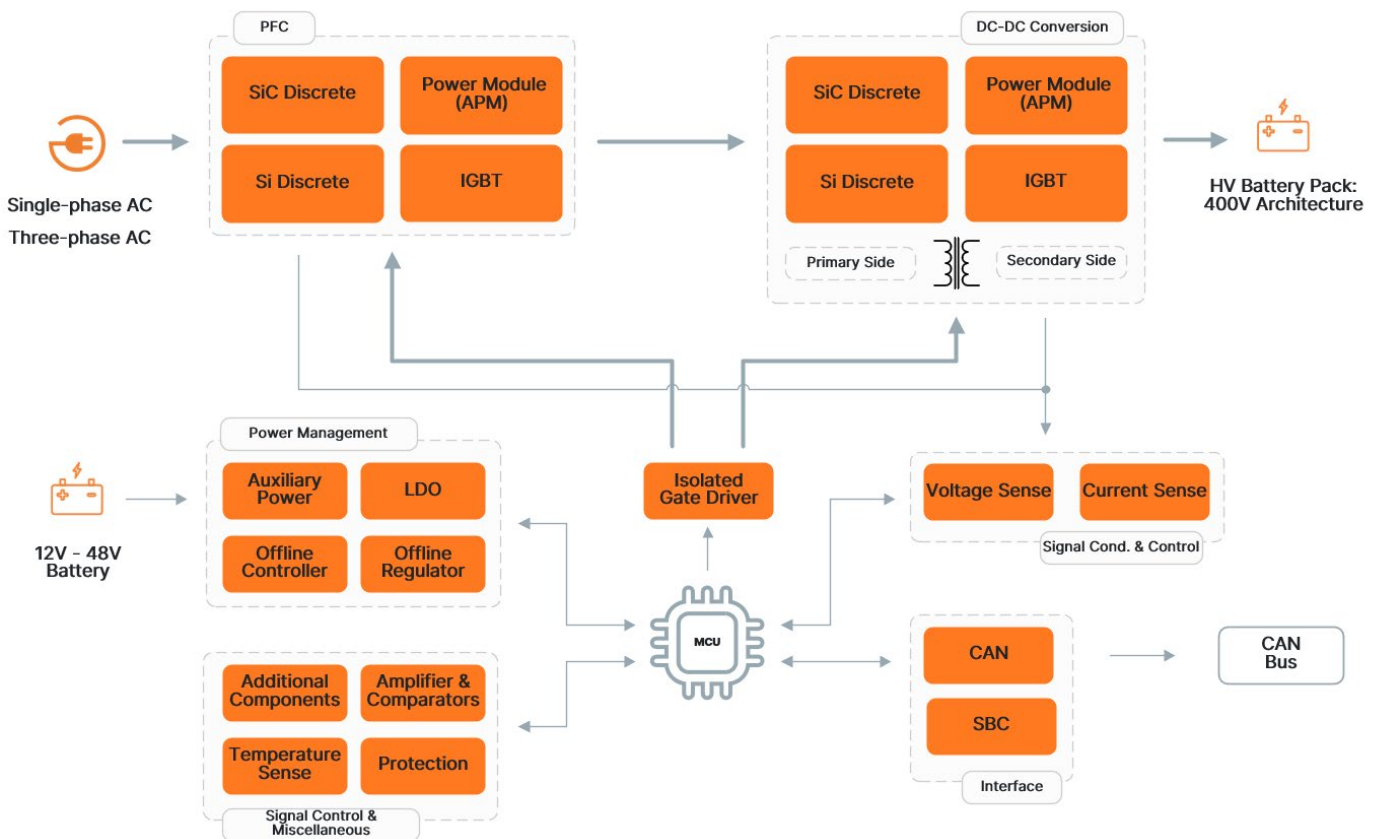 PFC
SiC Discrete
Power Module
(APM)
Si Discrete
IGBT
DC-DC Conversion
SiC Discrete
Power Module
(APM)
Si Discrete
IGBT
Primary Side
Secondary Side
Single-phase AC
Three-phase AC
HV Battery Pack:
400V Architecture
Power Management
Auxiliary
Power
LDO
Offline
Controller
Offline
Regulator
12V - 48V
Battery
Isolated
Gate Driver
MCU
Voltage Sense
Current Sense
Signal Cond. & Control
Additional
Components
Amplifier &
Comparators
Temperature
Sense
Protection
Signal Control &
Miscellaneous
CAN
SBC
Interface
CAN
Bus